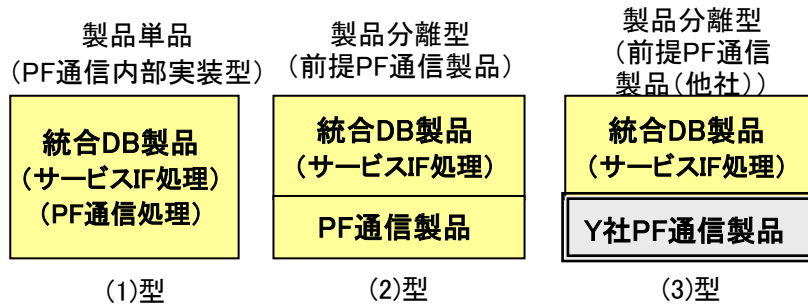 製品単品
(PF通信内部実装型)
統合DB製品
(サービスIF処理)
(PF通信処理)
(1)型
製品分離型
(前提PF通信製品)
統合DB製品
(サービスIF処理)
PF通信製品
(2)型
製品分離型
(前提PF通信
製品(他社))
統合DB製品
(サービスIF処理)
Y社PF通信製品
(3)型